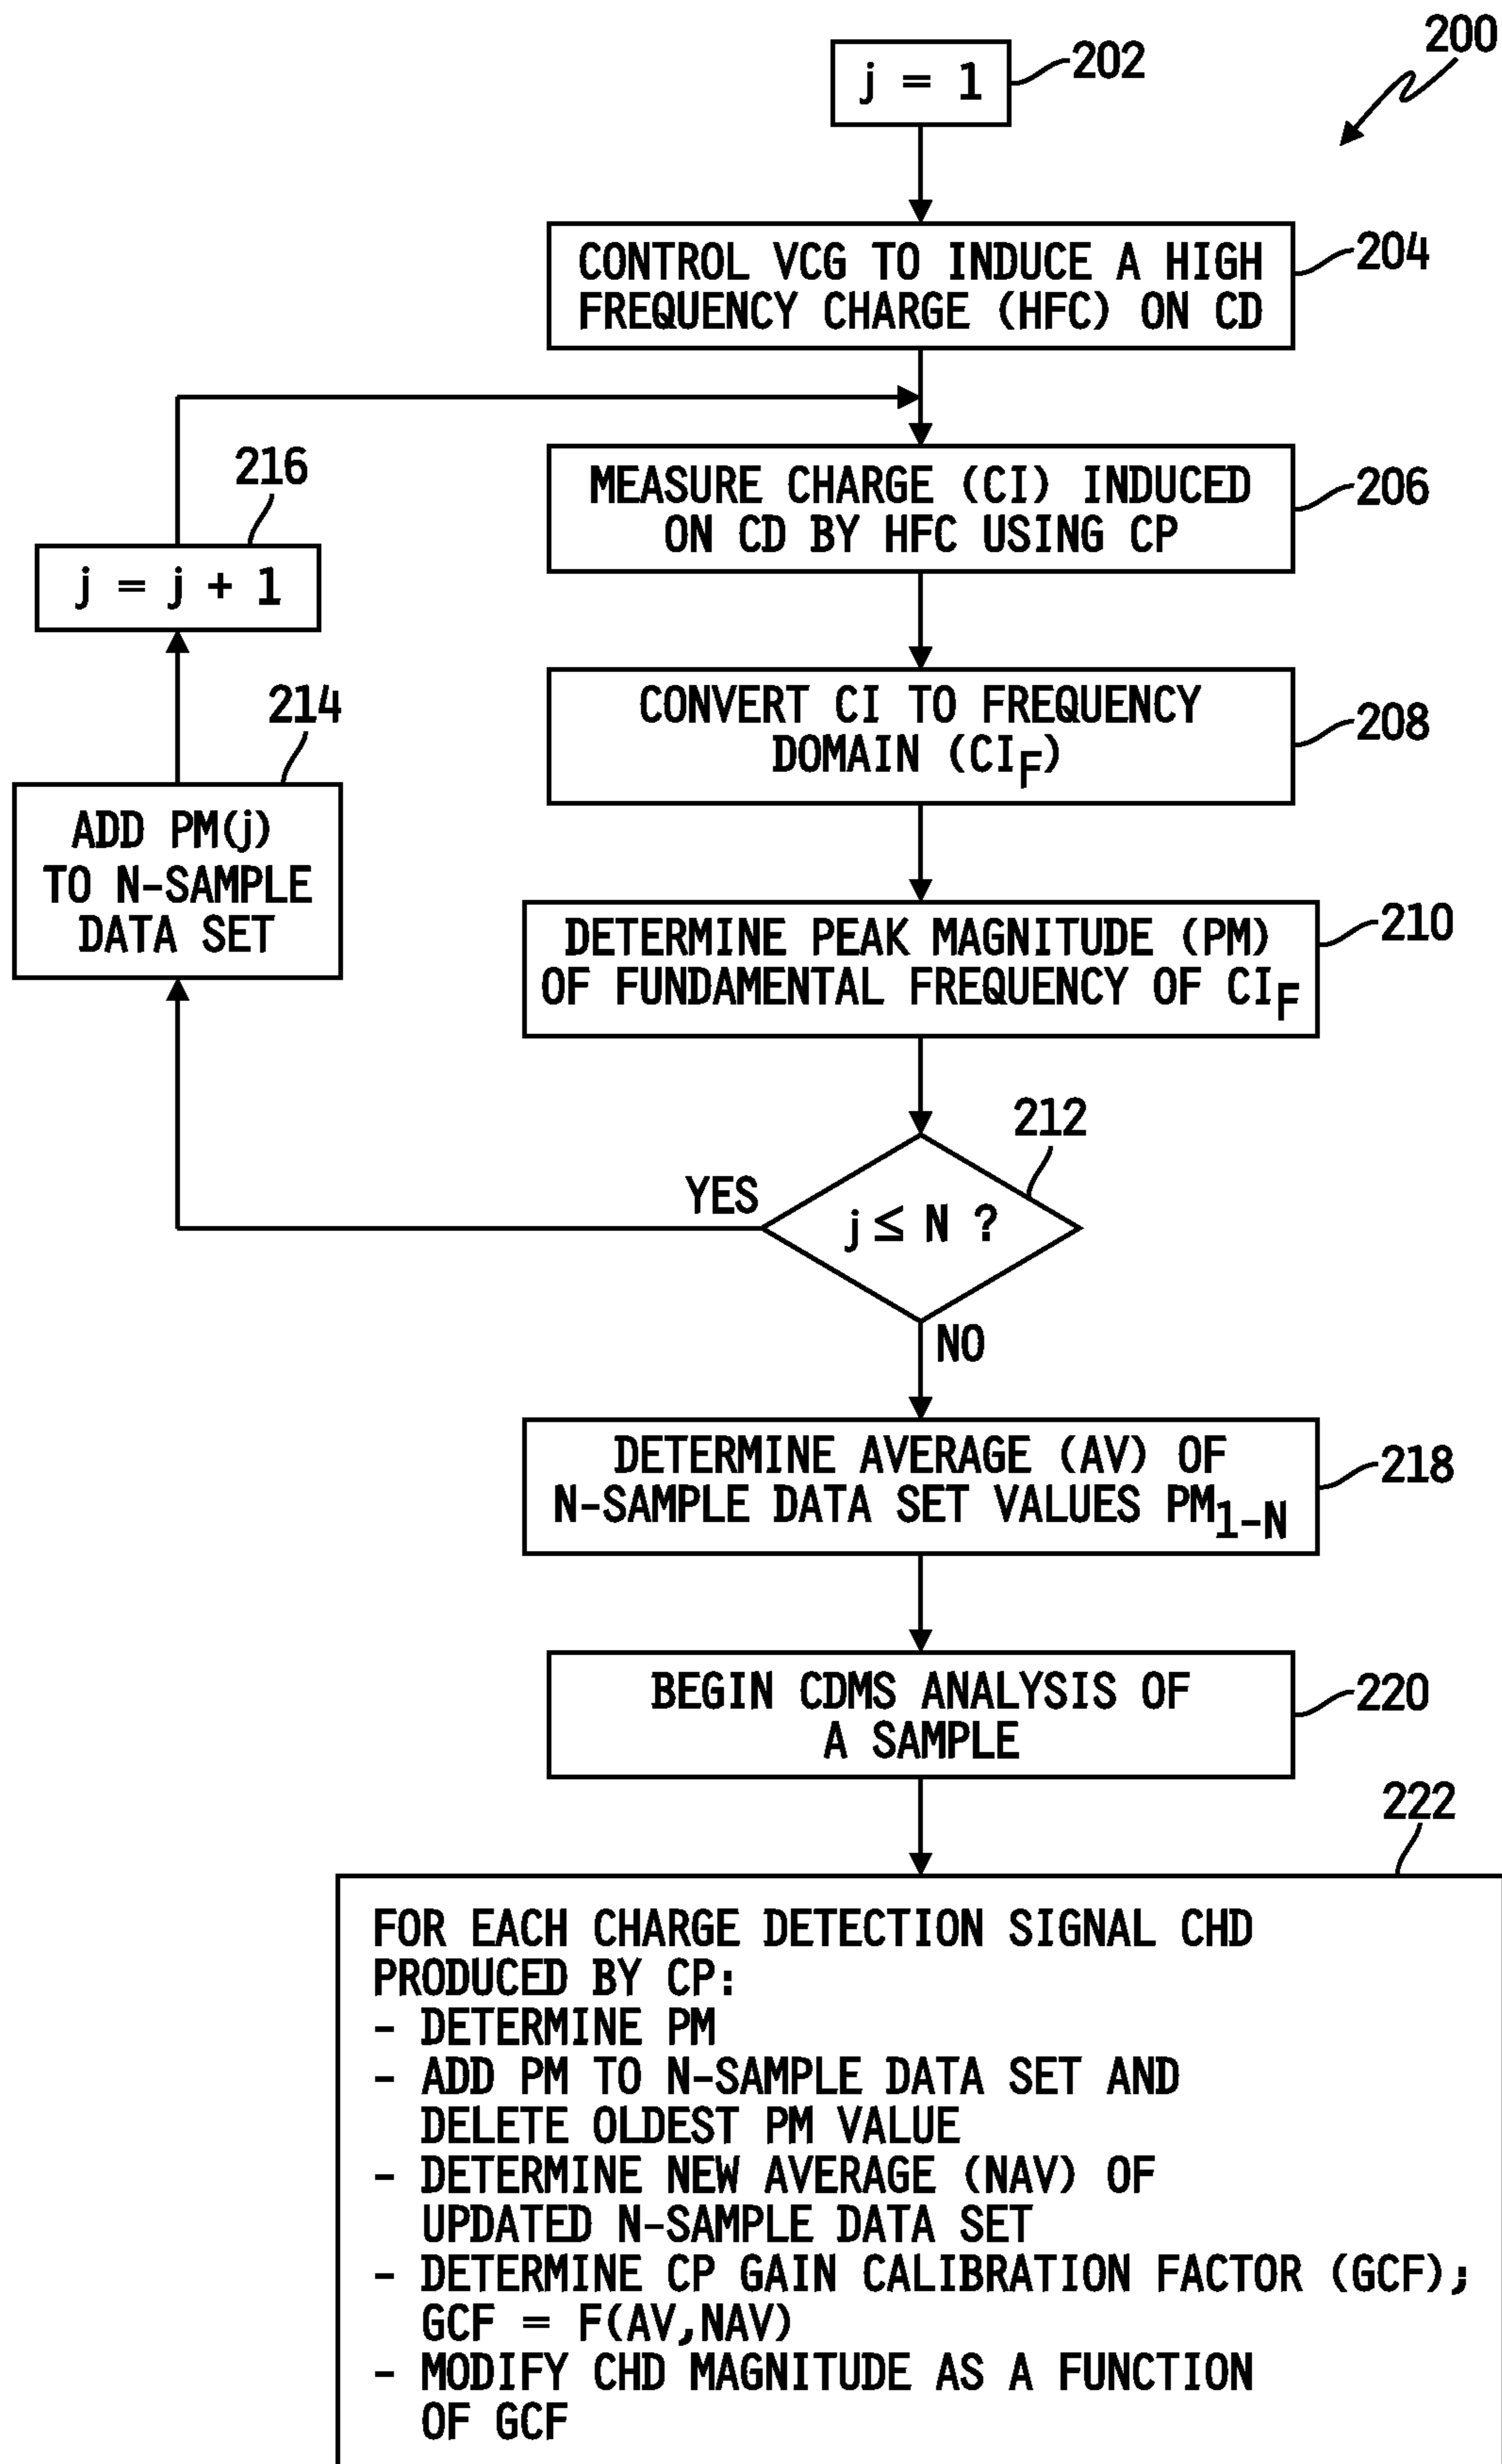 200
j = 1
202
CONTROL VCG TO INDUCE A HIGH
FREQUENCY CHARGE (HFC) ON CD
204
MEASURE CHARGE (CI) INDUCED
ON CD BY HFC USING CP
206
216
j = j + 1
CONVERT CI TO FREQUENCY
DOMAIN (CI_F)
208
214
ADD PM(j)
TO N-SAMPLE
DATA SET
DETERMINE PEAK MAGNITUDE (PM)
OF FUNDAMENTAL FREQUENCY OF CI_F
210
212
YES
j ≤ N ?
NO
DETERMINE AVERAGE (AV) OF
N-SAMPLE DATA SET VALUES PM_1-N
218
BEGIN CDMS ANALYSIS OF
A SAMPLE
220
222
FOR EACH CHARGE DETECTION SIGNAL CHD
PRODUCED BY CP:
- DETERMINE PM
- ADD PM TO N-SAMPLE DATA SET AND
DELETE OLDEST PM VALUE
- DETERMINE NEW AVERAGE (NAV) OF
UPDATED N-SAMPLE DATA SET
- DETERMINE CP GAIN CALIBRATION FACTOR (GCF);
GCF = F(AV,NAV)
- MODIFY CHD MAGNITUDE AS A FUNCTION
OF GCF